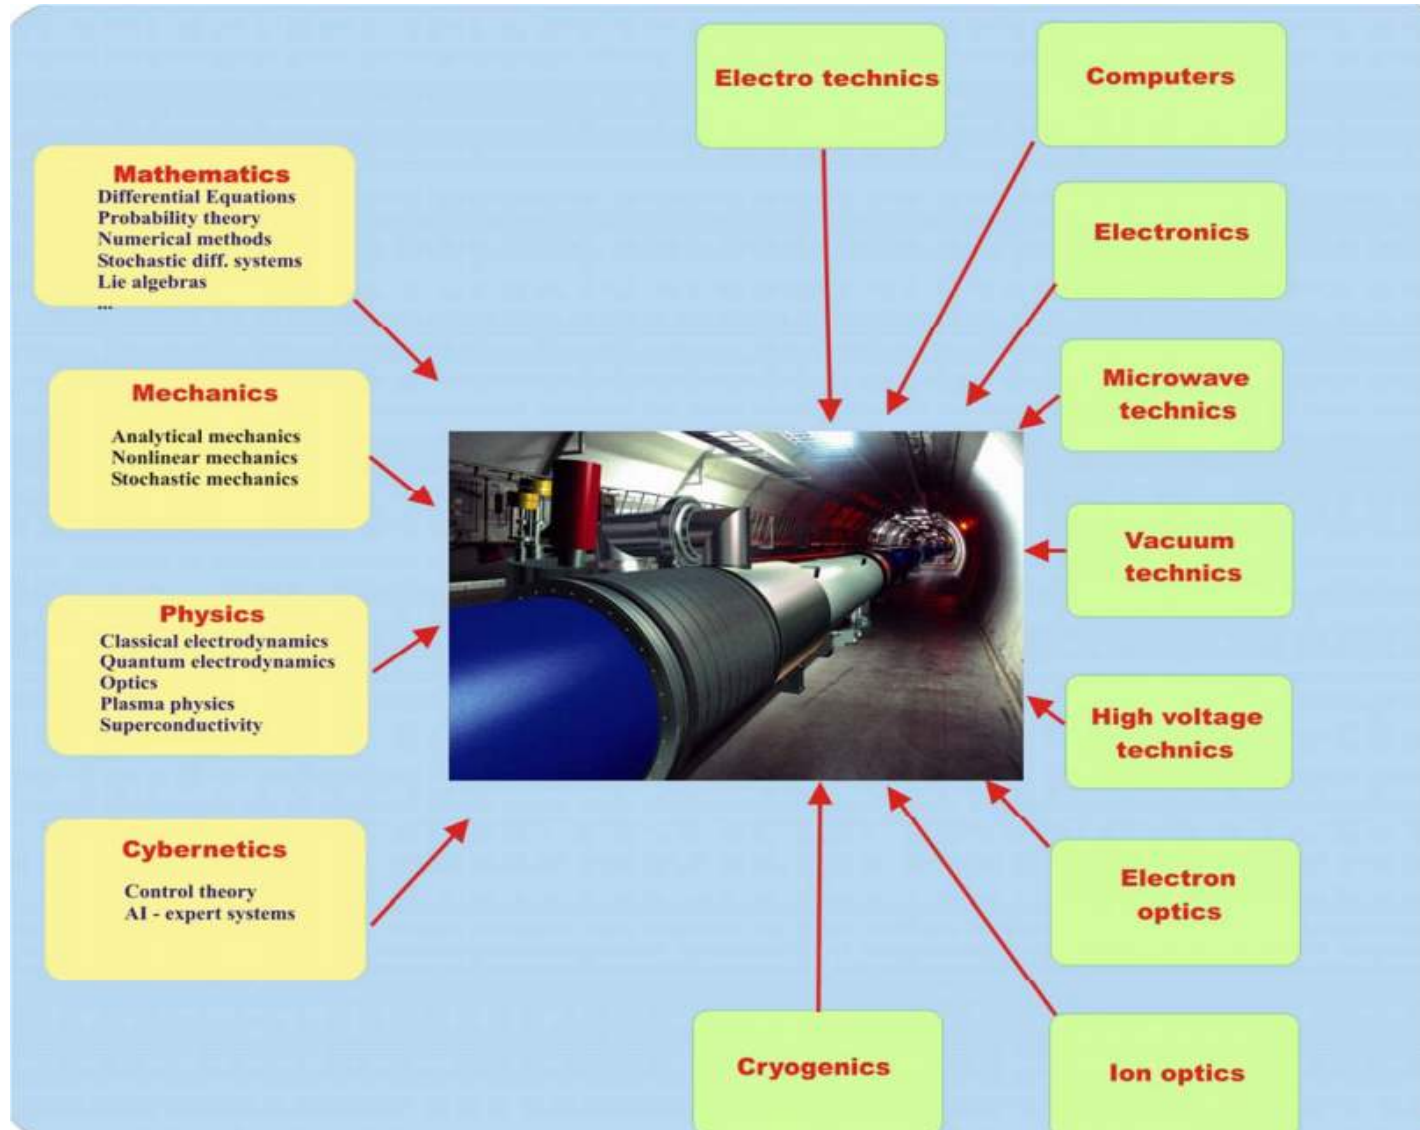 Mathematics
Differential Equations
Probability theory
Numerical methods
Stochastic diff. systems
Lie algebras
...
Mechanics
Analytical mechanics
Nonlinear mechanics
Stochastic mechanics
Physics
Classical electrodynamics
Quantum electrodynamics
Optics
Plasma physics
Superconductivity
Cybernetics
Control theory
AI - expert systems
Electro technics
Computers
Electronics
Microwave
technics
Vacuum
technics
High voltage
technics
Electron
optics
Ion optics
Cryogenics